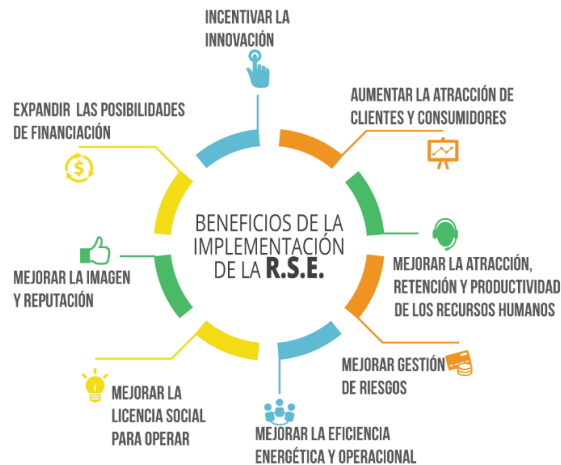 INCENTIVAR LA
INNOVACIÓN
AUMENTAR LA ATRACCIÓN DE
CLIENTES Y CONSUMIDORES
MEJORAR LA ATRACCIÓN,
RETENCIÓN Y PRODUCTIVIDAD
DE LOS RECURSOS HUMANOS
MEJORAR GESTIÓN
DE RIESGOS
MEJORAR LA EFICIENCIA
ENERGÉTICA Y OPERACIONAL
MEJORAR LA
LICENCIA SOCIAL
PARA OPERAR
MEJORAR LA IMAGEN
Y REPUTACIÓN
EXPANDIR LAS POSIBILIDADES
DE FINANCIACIÓN
$
BENEFICIOS DE LA
IMPLEMENTACIÓN
DE LA R.S.E.